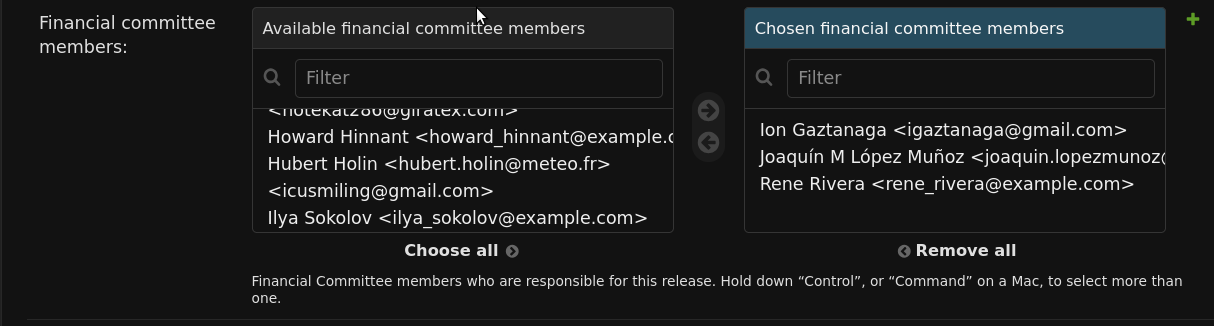 Financial committee
members:
Available financial committee members
Filter
<hotekat286@giratex.com>
Howard Hinnant <howard_hinnant@example.c
Hubert Holin <hubert.holin@meteo.fr>
<icusmiling@gmail.com>
Ilya Sokolov <ilya_sokolov@example.com>
Choose all
Chosen financial committee members
Filter
Ion Gaztanaga <igaztanaga@gmail.com>
Joaquín M López Muñoz <joaquin.lopezmunoz@
Rene Rivera <rene_rivera@example.com>
Remove all
Financial Committee members who are responsible for this release. Hold down “Control”, or “Command” on a Mac, to select more than
one.